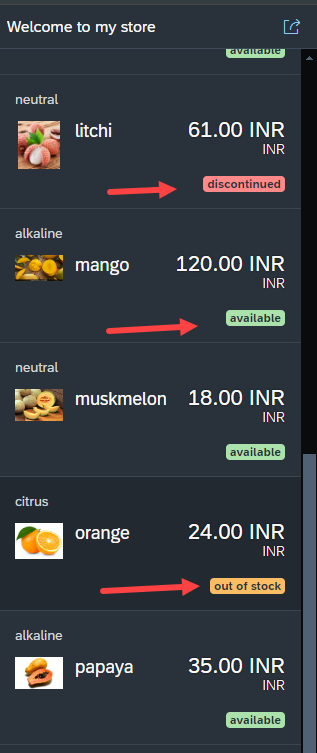 Welcome to my store
available
neutral
litchi 61.00 INR
INR
discontinued
alkaline
mango 120.00 INR
INR
available
neutral
muskmelon 18.00 INR
INR
available
citrus
orange 24.00 INR
INR
out of stock
alkaline
papaya 35.00 INR
INR
available